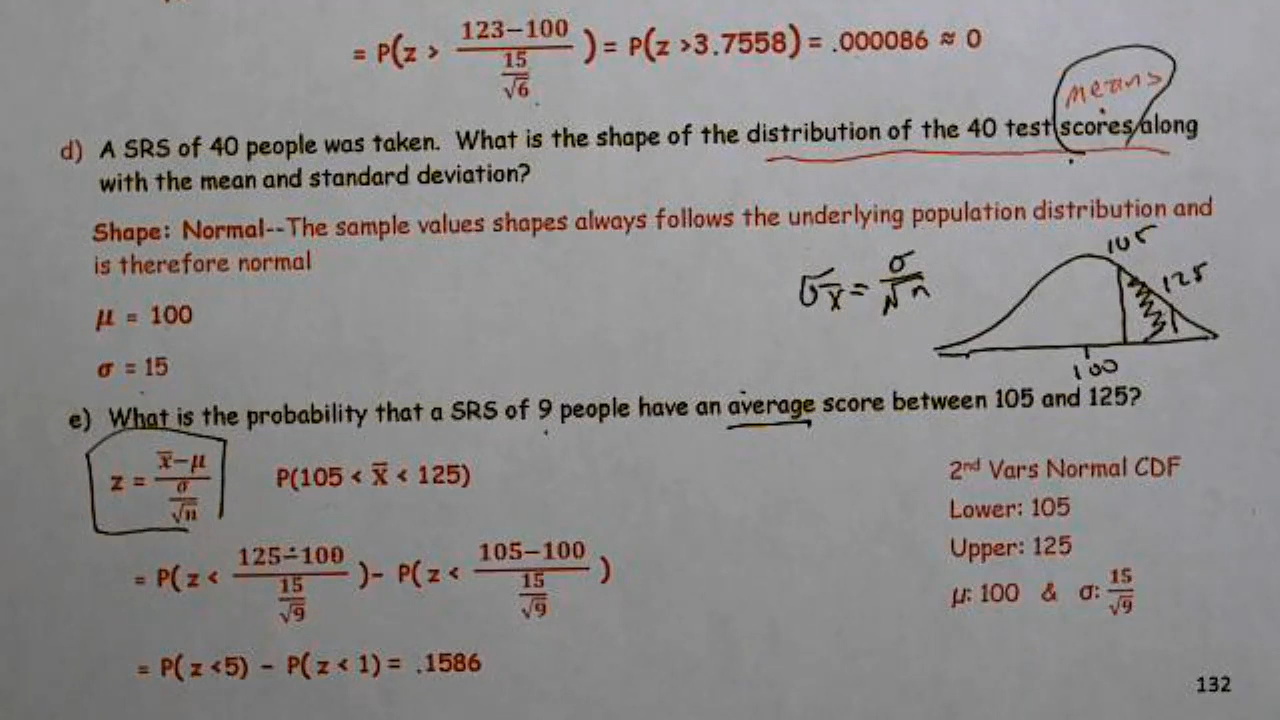 = P(z > (123−100)/(15/√6)) = P(z >3.7558) = .000086 ≈ 0
means
d) A SRS of 40 people was taken. What is the shape of the distribution of the 40 test scores along
with the mean and standard deviation?
Shape: Normal--The sample values shapes always follows the underlying population distribution and
is therefore normal
σx̄ = σ/√n
105
125
100
μ = 100
σ = 15
e) What is the probability that a SRS of 9 people have an average score between 105 and 125?
z = (x̄−μ)/(σ/√n) P(105 < x̄ < 125)
= P( z < (125−100)/(15/√9) ) − P( z < (105−100)/(15/√9) )
= P( z <5) - P( z < 1) = .1586
2nd Vars Normal CDF
Lower: 105
Upper: 125
μ: 100 & σ: 15/√9
132